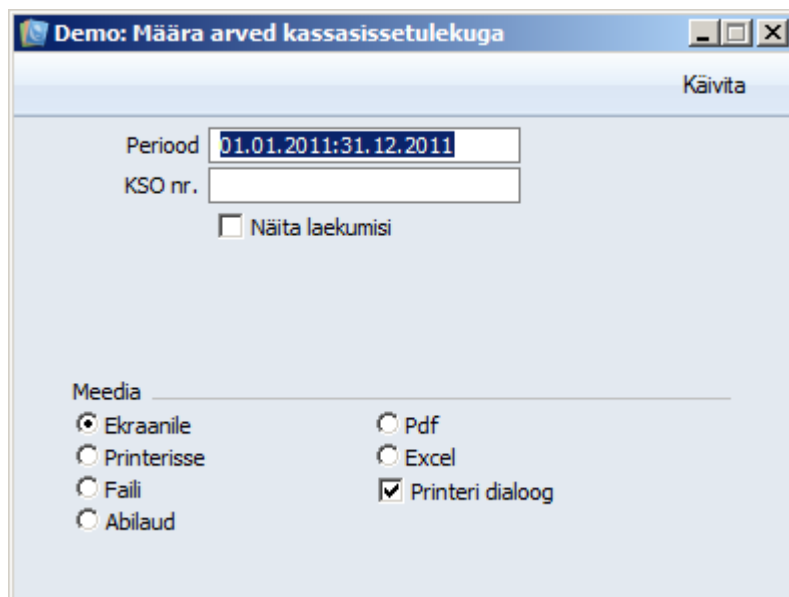 Demo: Määra arved kassasissetulekuga
Käivita
Periood 01.01.2011:31.12.2011
KSO nr.
Näita laekumisi
Meedia
Ekraanile Pdf
Printerisse Excel
Faili Printeri dialoog
Abilaud